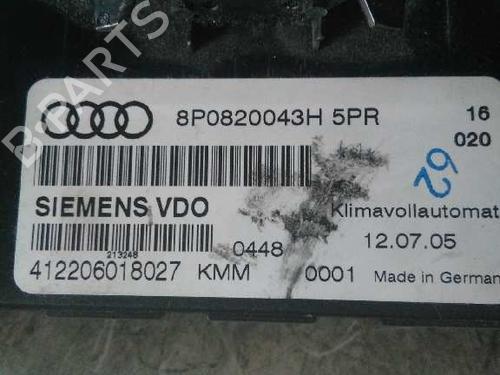 B-PARTS
8P0820043H 5PR
16
020
62
SIEMENS VDO
Klimavollautomat
213248
0448
12.07.05
412206018027 KMM
0001
Made in German